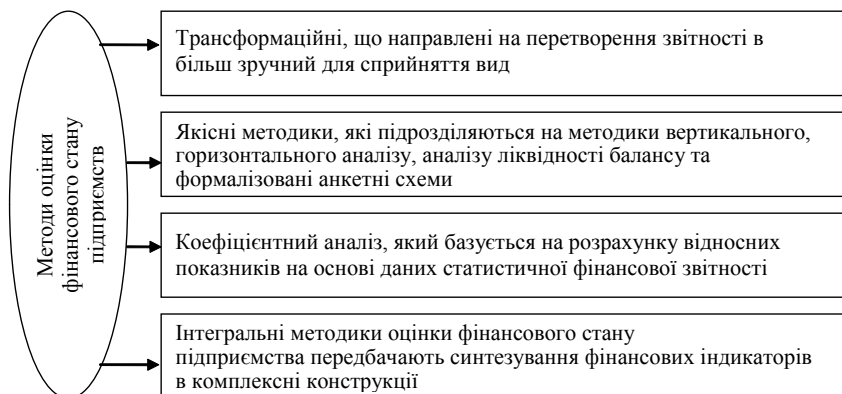 Методи оцінки
фінансового стану
підприємств
Трансформаційні, що направлені на перетворення звітності в
більш зручний для сприйняття вид
Якісні методики, які підрозділяються на методики вертикального,
горизонтального аналізу, аналізу ліквідності балансу та
формалізовані анкетні схеми
Коефіцієнтний аналіз, який базується на розрахунку відносних
показників на основі даних статистичної фінансової звітності
Інтегральні методики оцінки фінансового стану
підприємства передбачають синтезування фінансових індикаторів
в комплексні конструкції